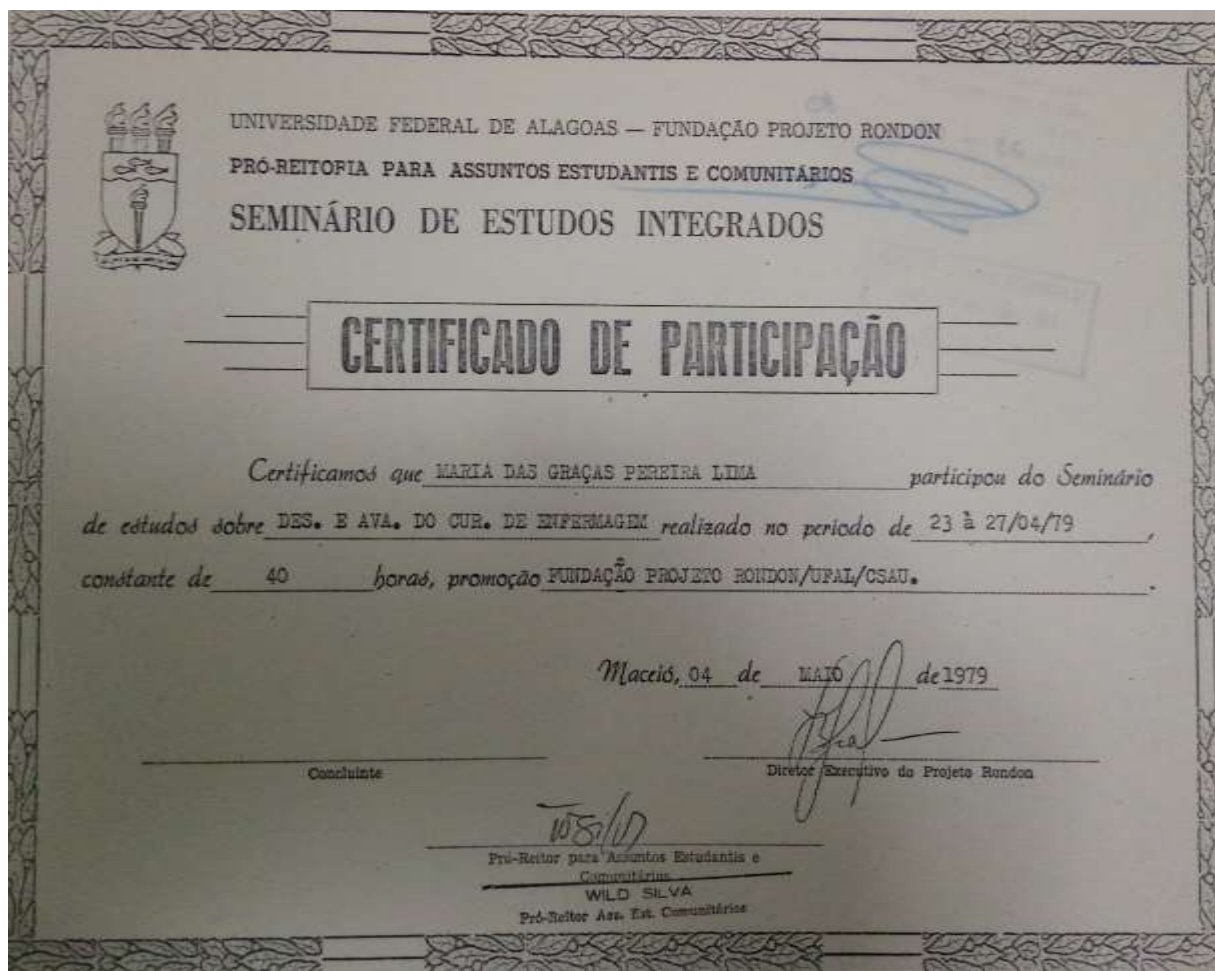 UNIVERSIDADE FEDERAL DE ALAGOAS — FUNDAÇÃO PROJETO RONDON
PRÓ-REITORIA PARA ASSUNTOS ESTUDANTIS E COMUNITÁRIOS
SEMINÁRIO DE ESTUDOS INTEGRADOS
CERTIFICADO DE PARTICIPAÇÃO
Certificamos que MARIA DAS GRAÇAS PEREIRA LIMA participou do Seminário
de estudos sobre DES. E AVA. DO CUR. DE ENFERMAGEM realizado no período de 23 à 27/04/79,
constante de 40 horas, promoção FUNDAÇÃO PROJETO RONDON/UFAL/CSAU.
Maceió, 04 de MAIO de 1979
Concluinte
Diretor Executivo do Projeto Rondon
WSilva
Pró-Reitor para Assuntos Estudantis e
Comunitários
WILD SILVA
Pró-Reitor Ass. Est. Comunitários